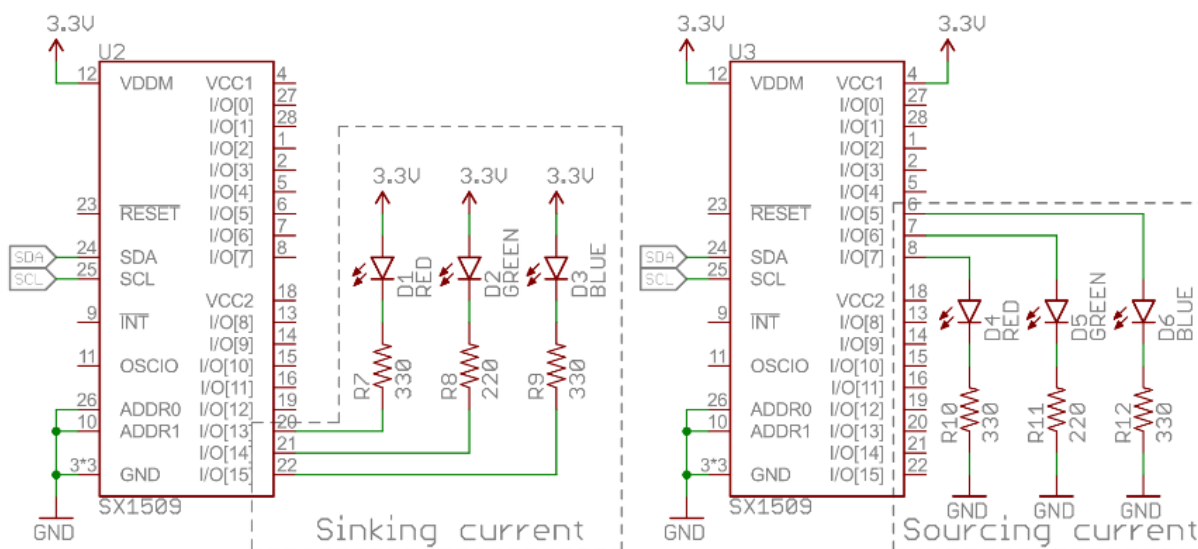 3.3V
U2
12 VDDM VCC1 4
I/O[0] 27
I/O[1] 28
I/O[2] 1
I/O[3] 2
I/O[4] 5
23 RESET I/O[5] 6
I/O[6] 7
SDA 24 SDA I/O[7] 8
SCL 25 SCL
VCC2 18
9 INT I/O[8] 13
I/O[9] 14
11 OSCIO I/O[10] 15
I/O[11] 16
26 ADDR0 I/O[12] 19
10 ADDR1 I/O[13] 20
I/O[14] 21
3*3 GND I/O[15] 22
SX1509
GND
3.3V 3.3V 3.3V
D1 RED
D2 GREEN
D3 BLUE
R7 330
R8 220
R9 330
Sinking current
3.3V 3.3V
U3
12 VDDM VCC1 4
I/O[0] 27
I/O[1] 28
I/O[2] 1
I/O[3] 2
I/O[4] 5
23 RESET I/O[5] 6
I/O[6] 7
SDA 24 SDA I/O[7] 8
SCL 25 SCL
VCC2 18
9 INT I/O[8] 13
I/O[9] 14
11 OSCIO I/O[10] 15
I/O[11] 16
26 ADDR0 I/O[12] 19
10 ADDR1 I/O[13] 20
I/O[14] 21
3*3 GND I/O[15] 22
SX1509
GND
D4 RED
D5 GREEN
D6 BLUE
R10 330
R11 220
R12 330
GND GND GND
Sourcing current